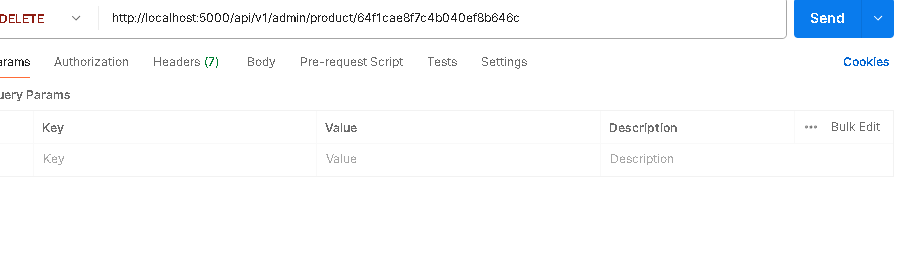 DELETE http://localhost:5000/api/v1/admin/product/64f1cae8f7c4b040ef8b646c Send
arams Authorization Headers (7) Body Pre-request Script Tests Settings Cookies
uery Params
Key Value Description ••• Bulk Edit
Key Value Description